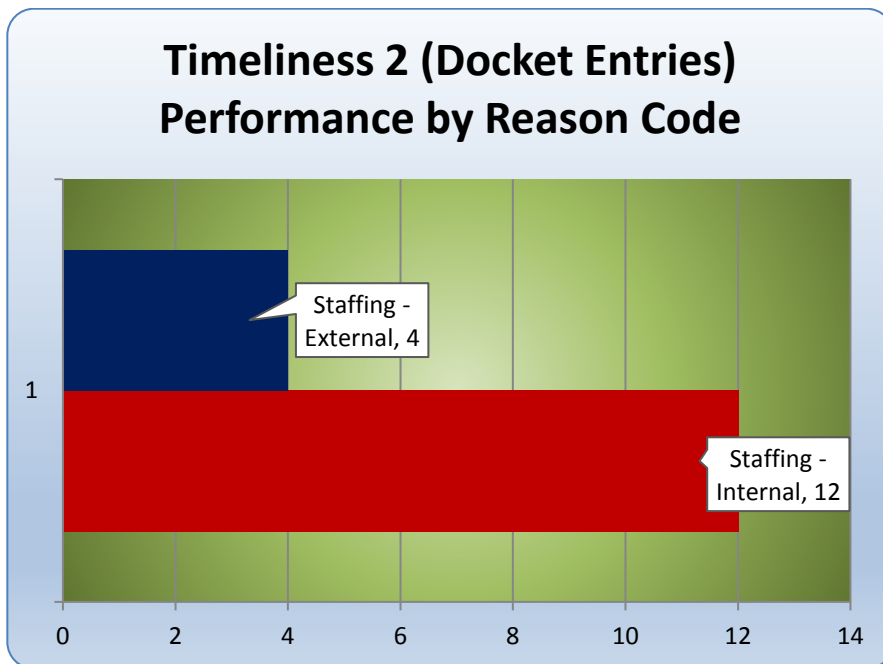 Timeliness 2 (Docket Entries)
Performance by Reason Code
Staffing -
External, 4
1
Staffing -
Internal, 12
0 2 4 6 8 10 12 14